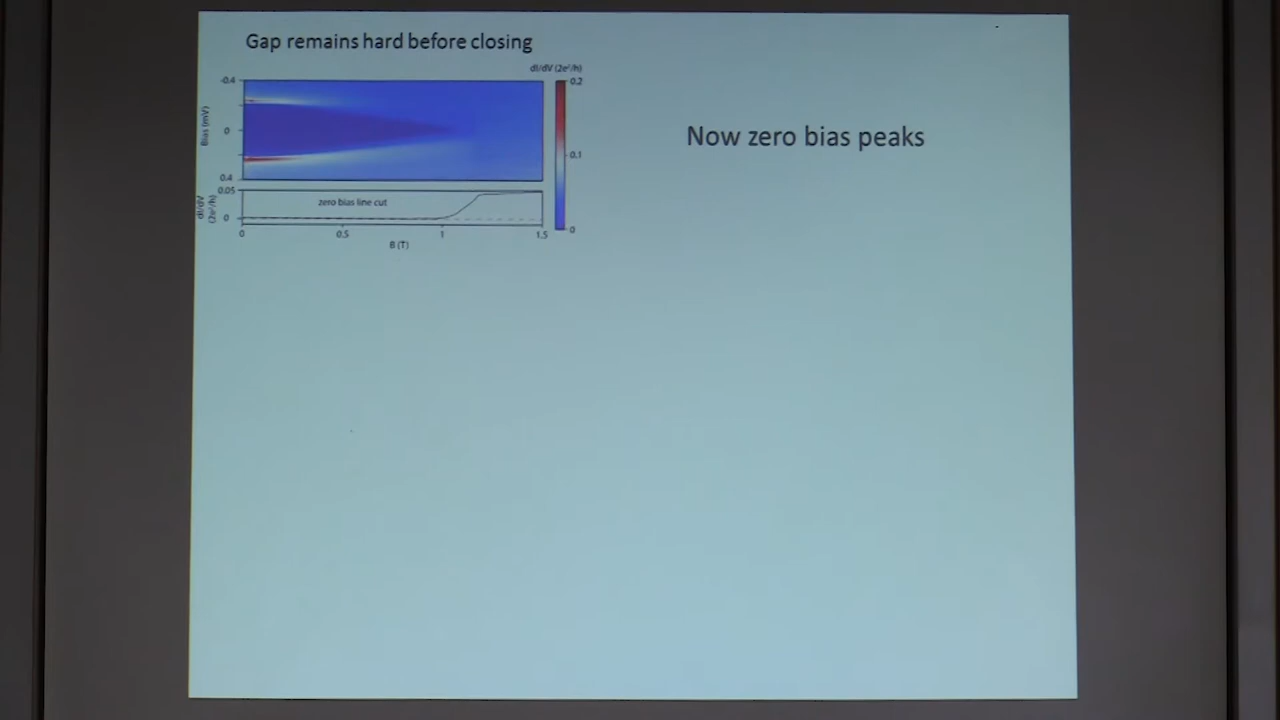 Gap remains hard before closing
dI/dV (2e²/h)
-0.4
0.2
Bias (mV)
0
0.1
0.4
0.05
dI/dV
(2e²/h)
zero bias line cut
0
0
0
0.5
1
1.5
B (T)
Now zero bias peaks